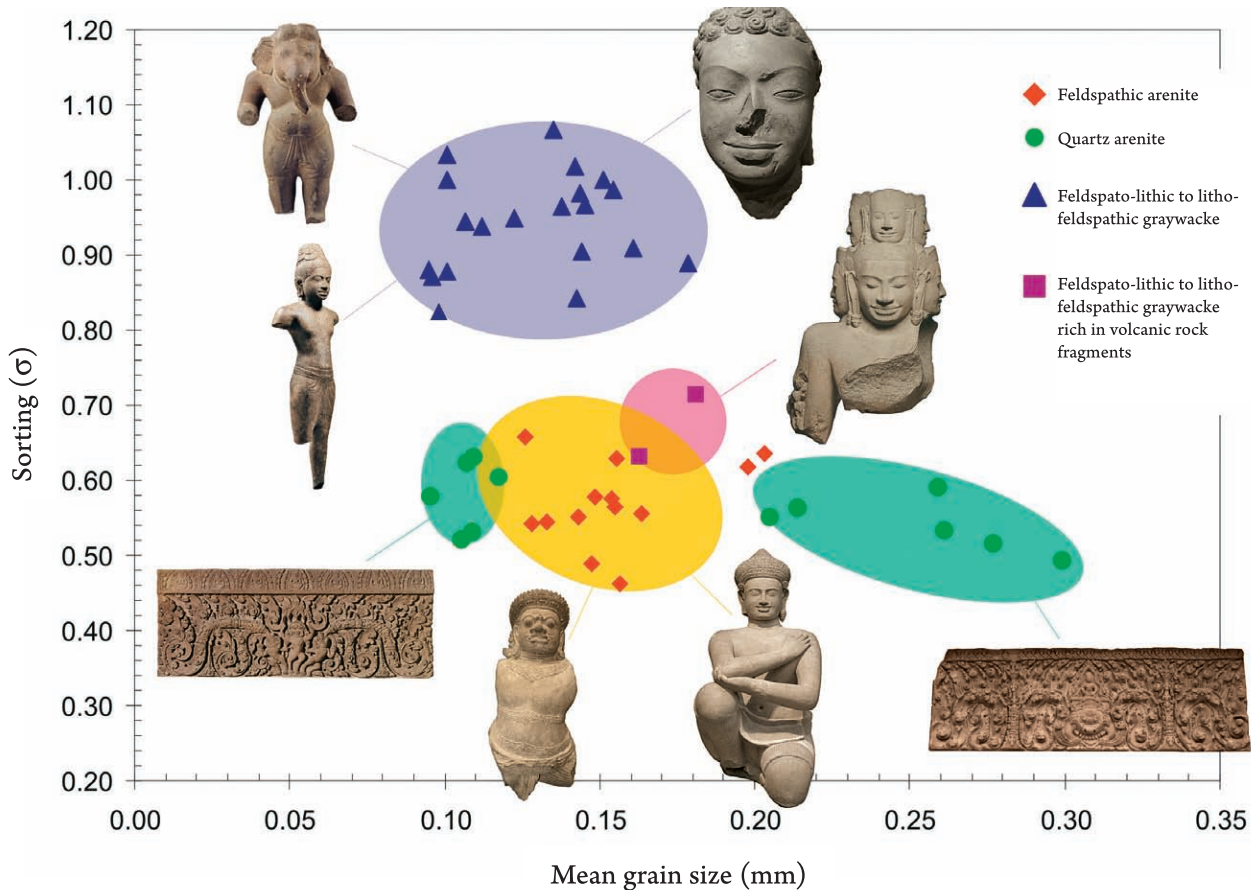 1.20
1.10
1.00
0.90
0.80
0.70
0.60
0.50
0.40
0.30
0.20
Sorting (σ)
Feldspathic arenite
Quartz arenite
Feldspato-lithic to litho-
feldspathic graywacke
Feldspato-lithic to litho-
feldspathic graywacke
rich in volcanic rock
fragments
0.00 0.05 0.10 0.15 0.20 0.25 0.30 0.35
Mean grain size (mm)